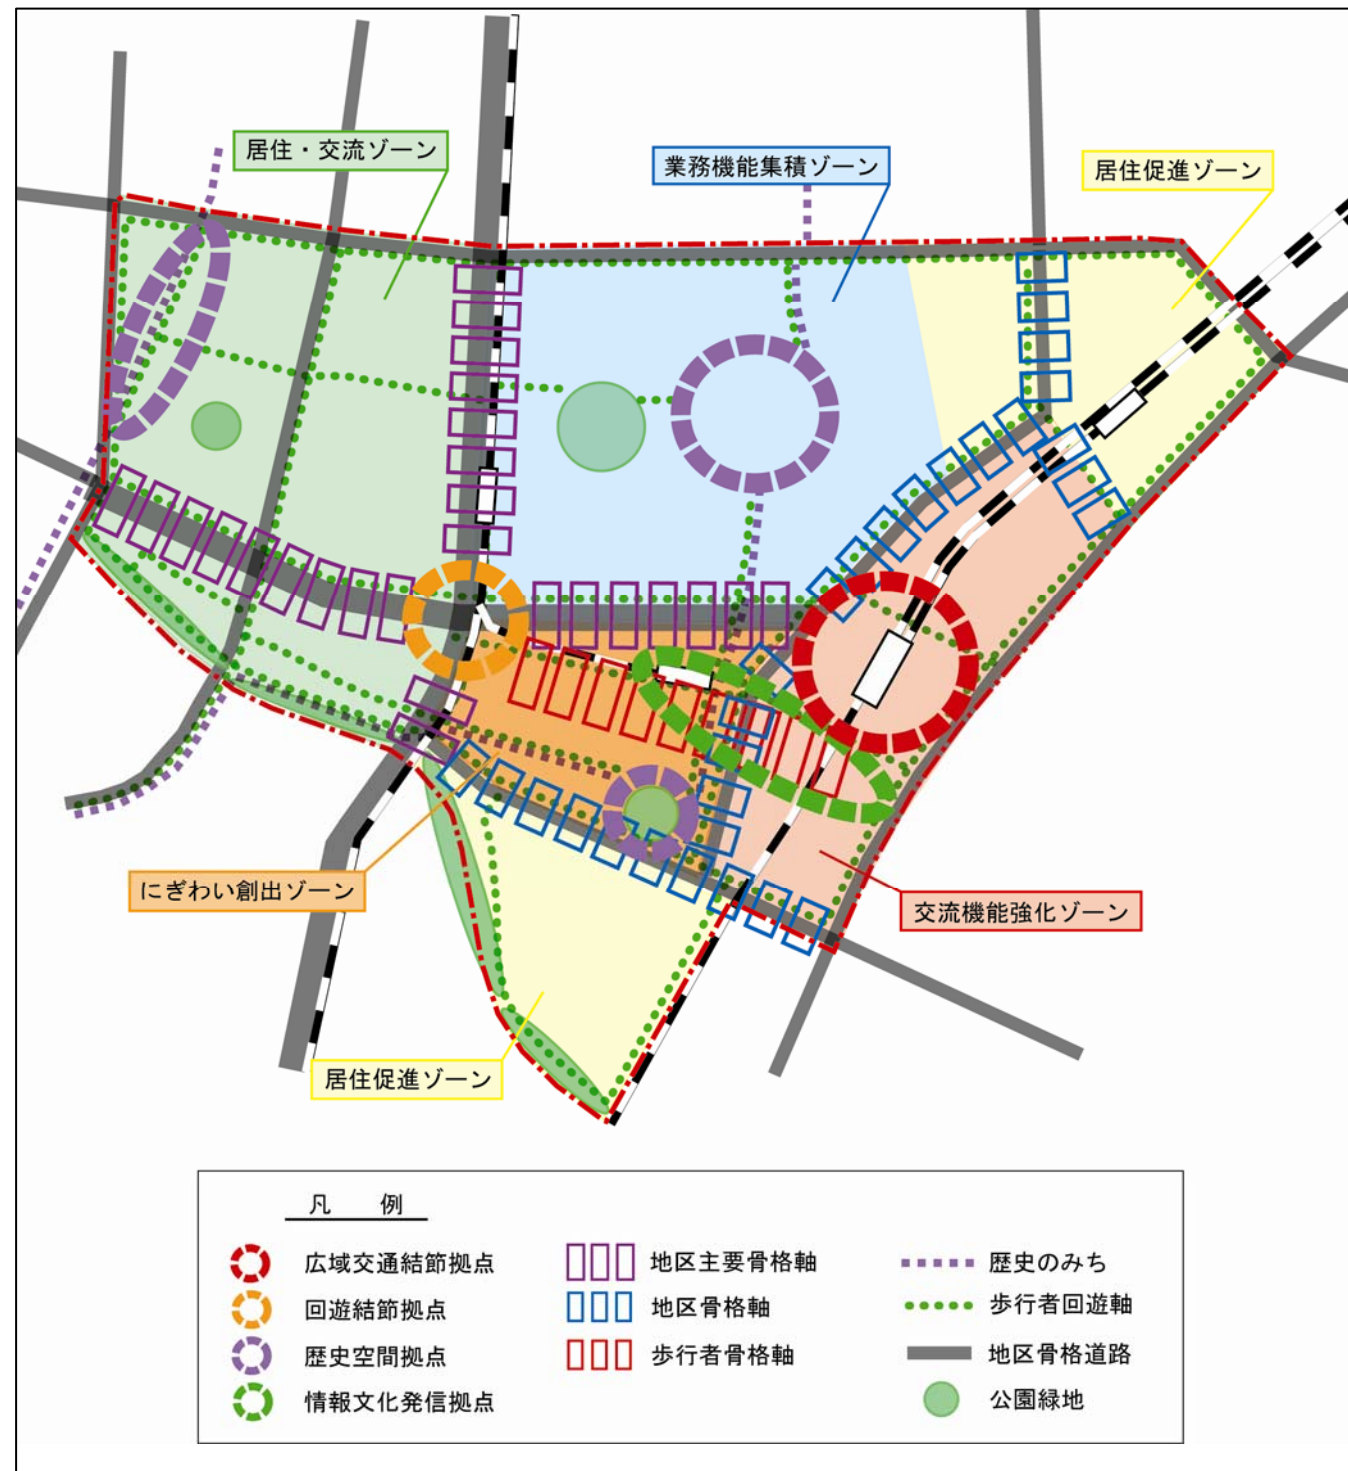 居住・交流ゾーン
業務機能集積ゾーン
居住促進ゾーン
にぎわい創出ゾーン
交流機能強化ゾーン
居住促進ゾーン
凡　例
広域交通結節拠点
地区主要骨格軸
歴史のみち
回遊結節拠点
地区骨格軸
歩行者回遊軸
歴史空間拠点
歩行者骨格軸
地区骨格道路
情報文化発信拠点
公園緑地